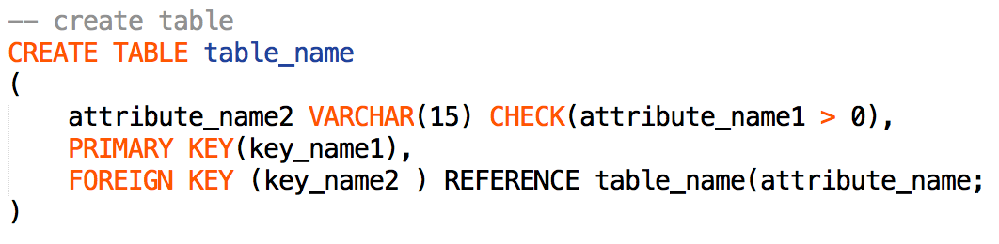 -- create table
CREATE TABLE table_name
(
    attribute_name2 VARCHAR(15) CHECK(attribute_name1 > 0),
    PRIMARY KEY(key_name1),
    FOREIGN KEY (key_name2 ) REFERENCE table_name(attribute_name;
)